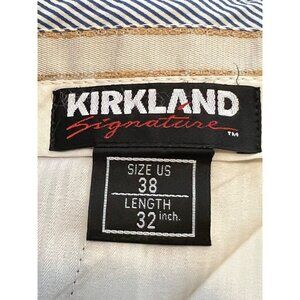 KIRKLAND
Signature ™
SIZE US
38
LENGTH
32 inch.